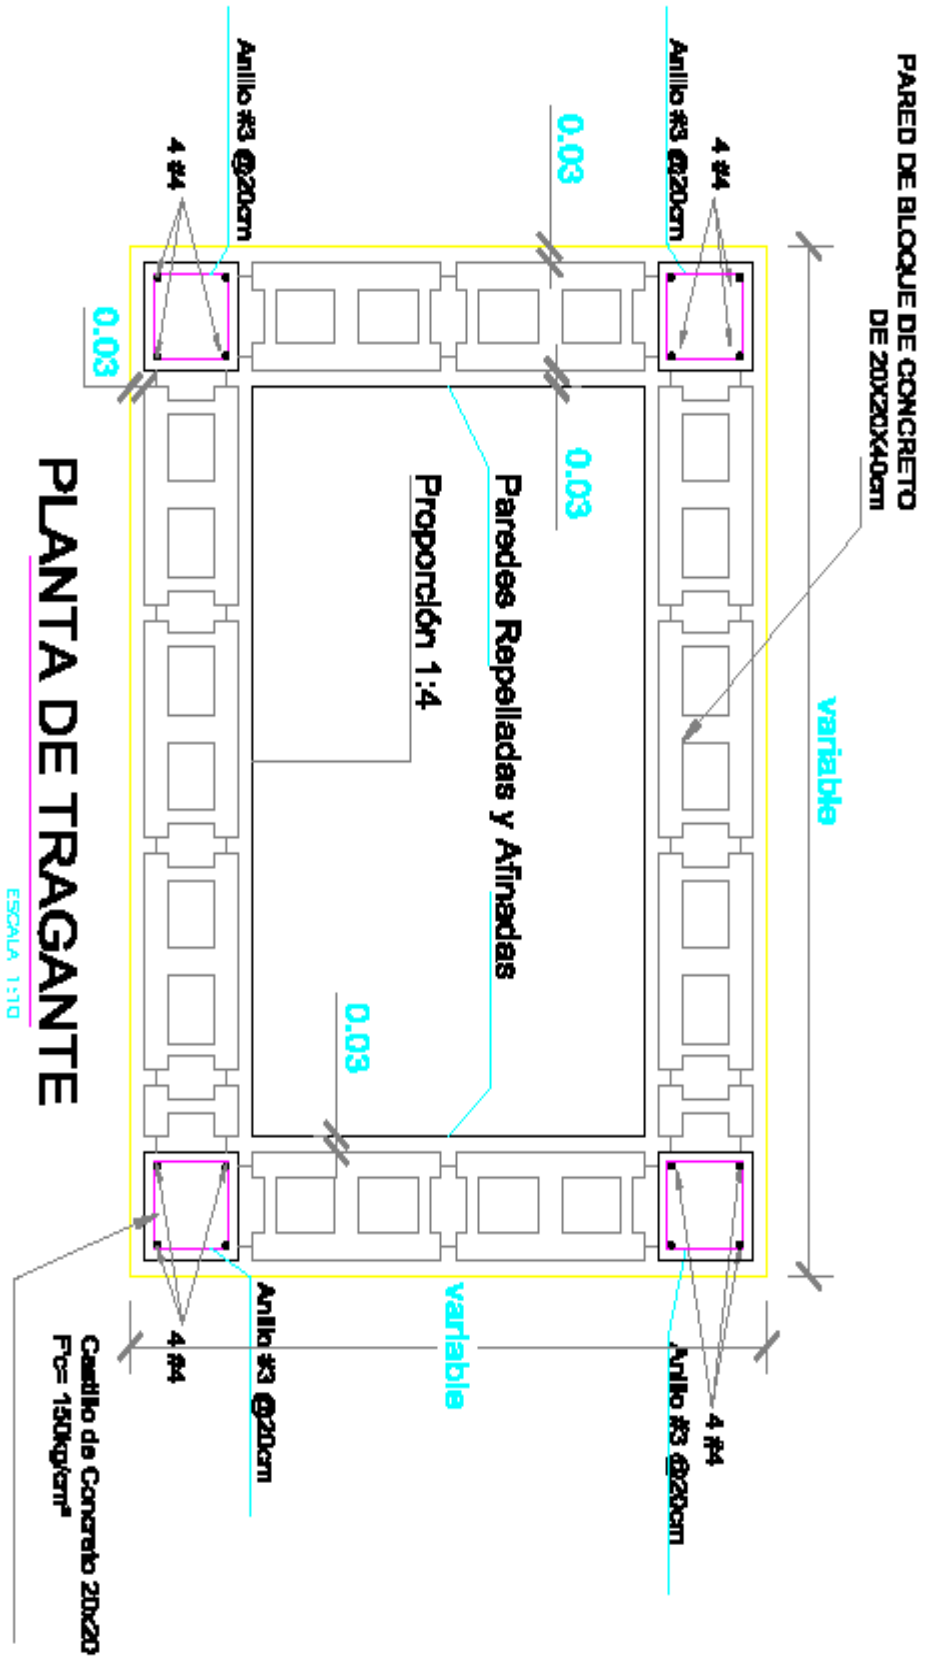 PARED DE BLOQUE DE CONCRETO
DE 20X20X40cm
variable
4 #4
Anillo #3 @20cm
4 #4
Anillo #3 @20cm
0.03
0.03
Paredes Repelladas y Afinadas
Proporción 1:4
0.03
variable
0.03
Anillo #3 @20cm
4 #4
Anillo #3 @20cm
4 #4
Castillo de Concreto 20x20
F'c= 150kg/cm²
PLANTA DE TRAGANTE
ESCALA 1:10